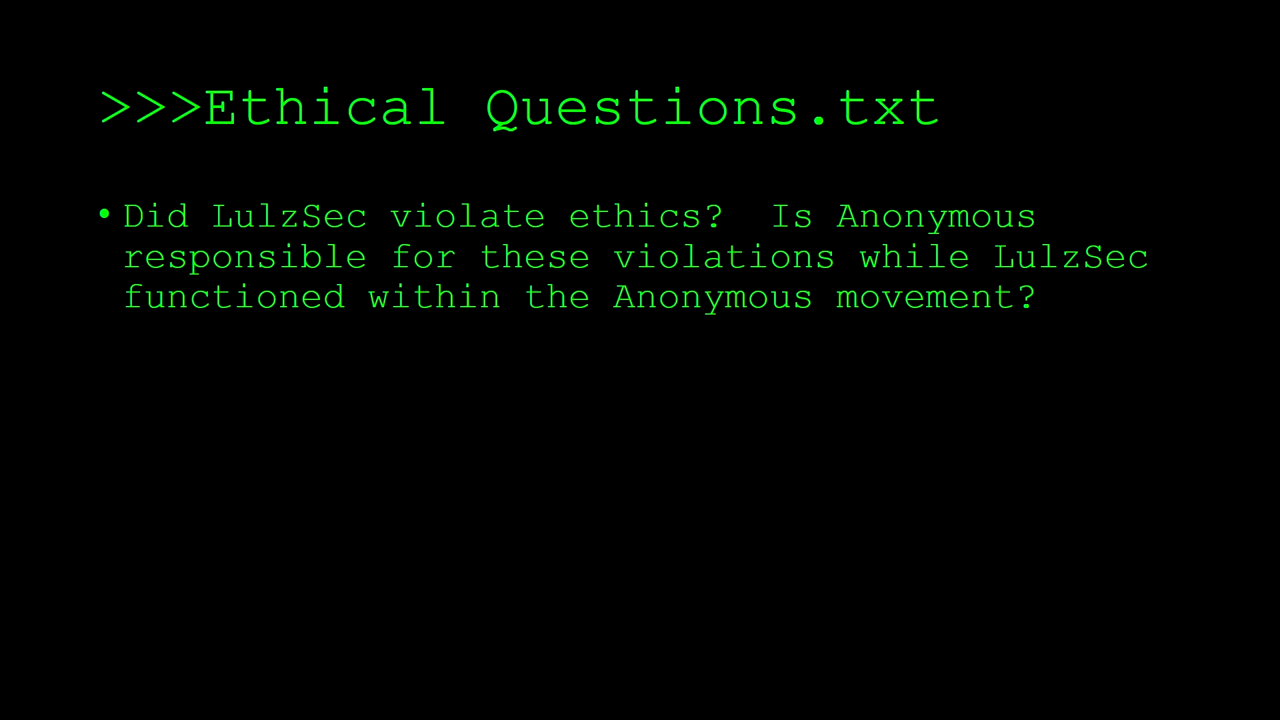 >>>Ethical Questions.txt
• Did LulzSec violate ethics?  Is Anonymous
responsible for these violations while LulzSec
functioned within the Anonymous movement?